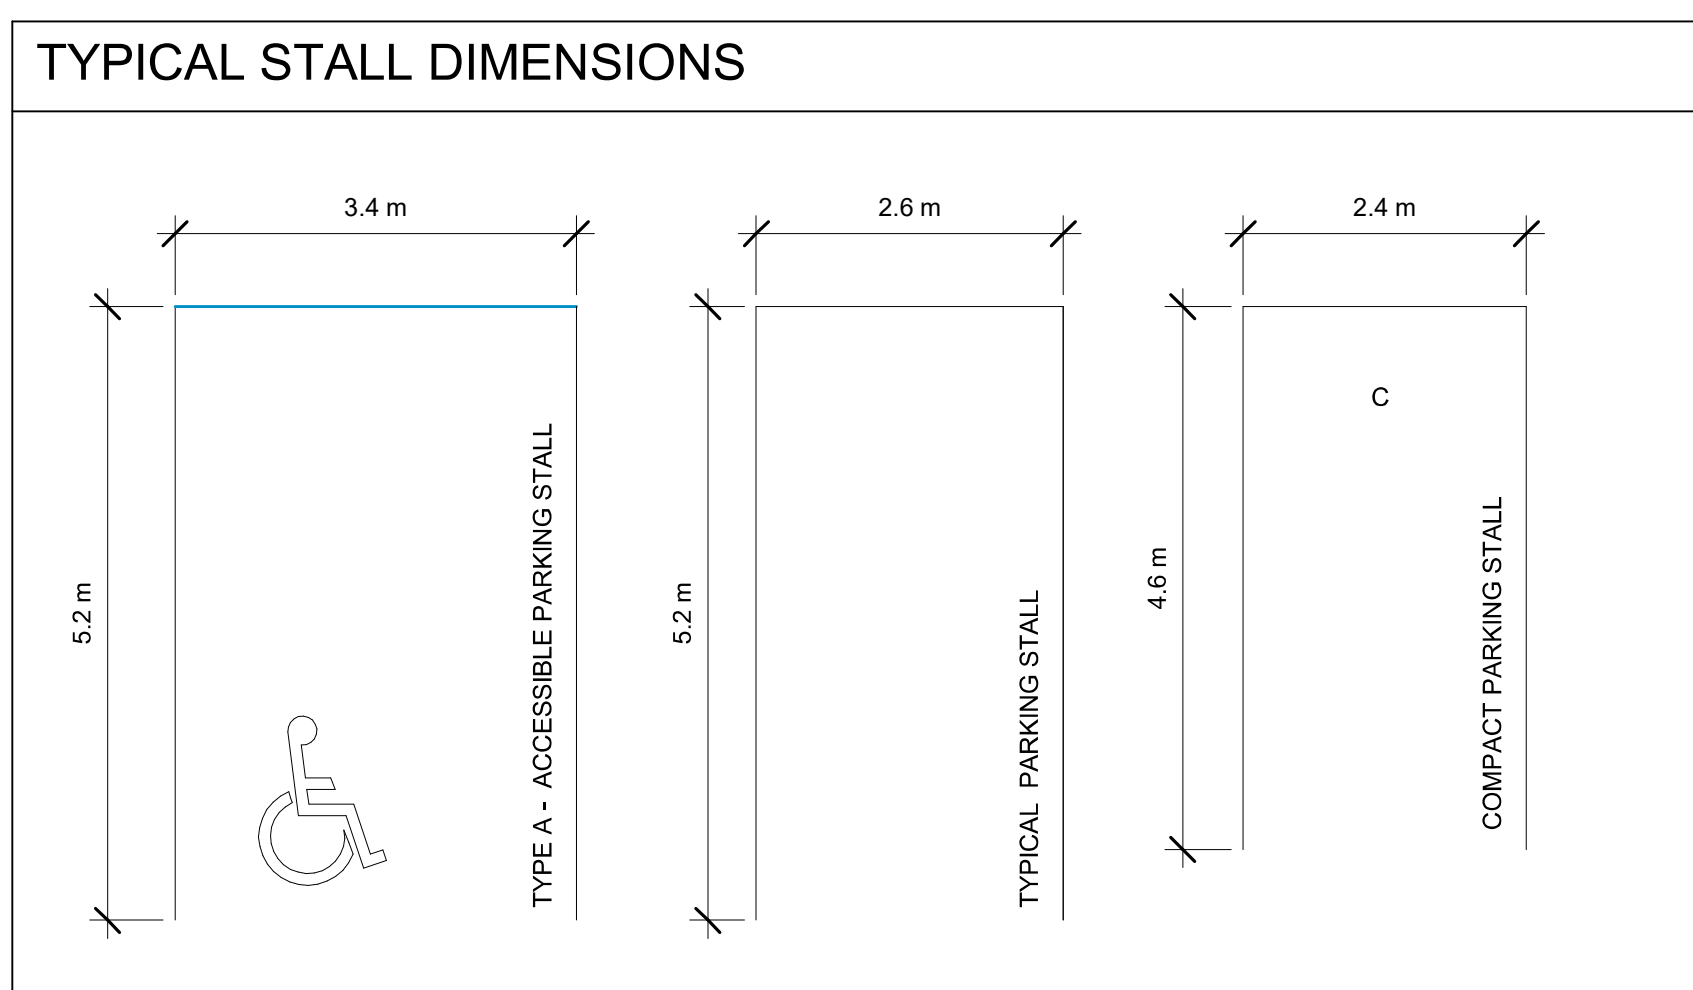 TYPICAL STALL DIMENSIONS
3.4 m
5.2 m
TYPE A - ACCESSIBLE PARKING STALL
2.6 m
5.2 m
TYPICAL PARKING STALL
2.4 m
4.6 m
C
COMPACT PARKING STALL